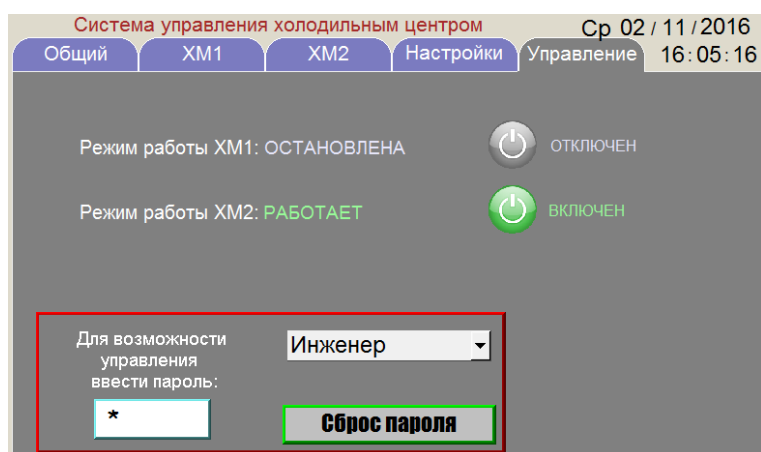 Система управления холодильным центром Ср 02 / 11 / 2016
Общий ХМ1 ХМ2 Настройки Управление 16:05:16
Режим работы ХМ1: ОСТАНОВЛЕНА ОТКЛЮЧЕН
Режим работы ХМ2: РАБОТАЕТ ВКЛЮЧЕН
Для возможности
управления
ввести пароль:
Инженер
*
Сброс пароля